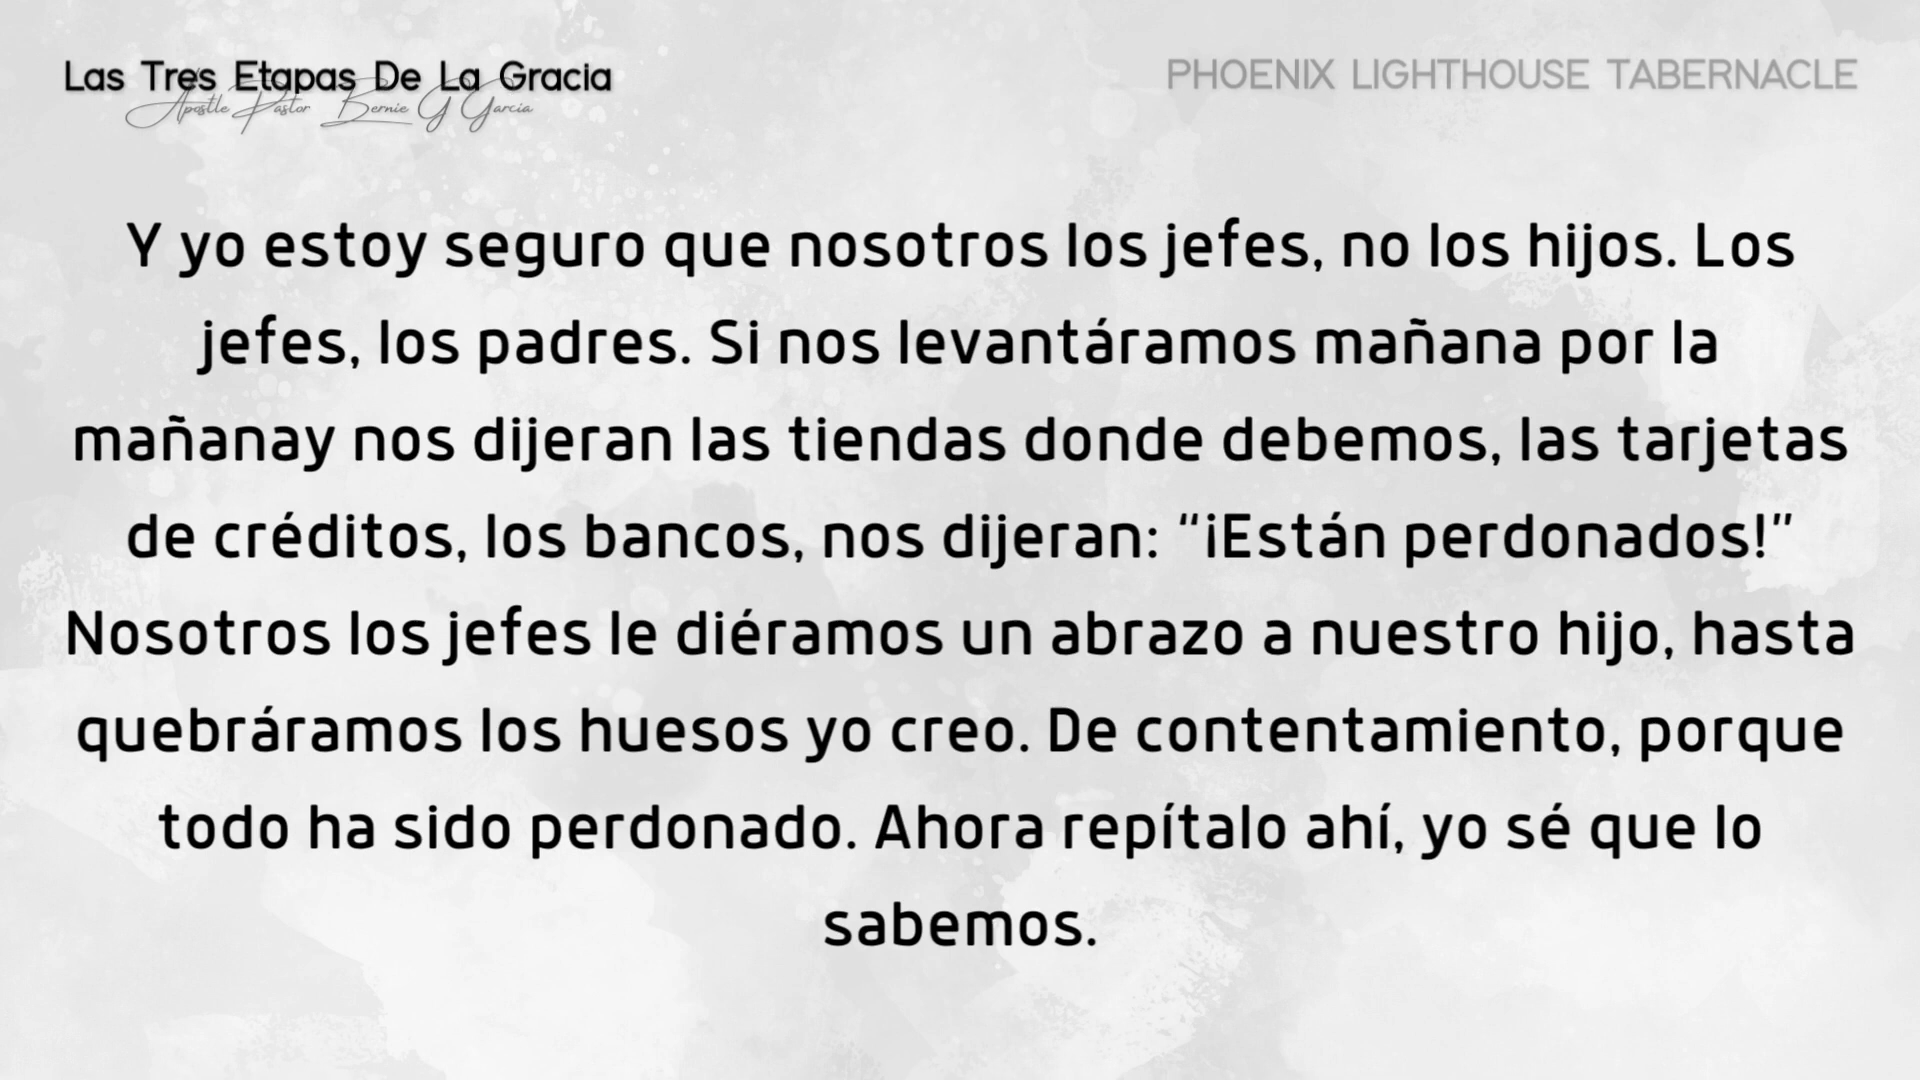 Las Tres Etapas De La Gracia
Apostle Pastor Bernie G Garcia
PHOENIX LIGHTHOUSE TABERNACLE
Y yo estoy seguro que nosotros los jefes, no los hijos. Los
jefes, los padres. Si nos levantáramos mañana por la
mañanay nos dijeran las tiendas donde debemos, las tarjetas
de créditos, los bancos, nos dijeran: “¡Están perdonados!”
Nosotros los jefes le diéramos un abrazo a nuestro hijo, hasta
quebráramos los huesos yo creo. De contentamiento, porque
todo ha sido perdonado. Ahora repítalo ahí, yo sé que lo
sabemos.